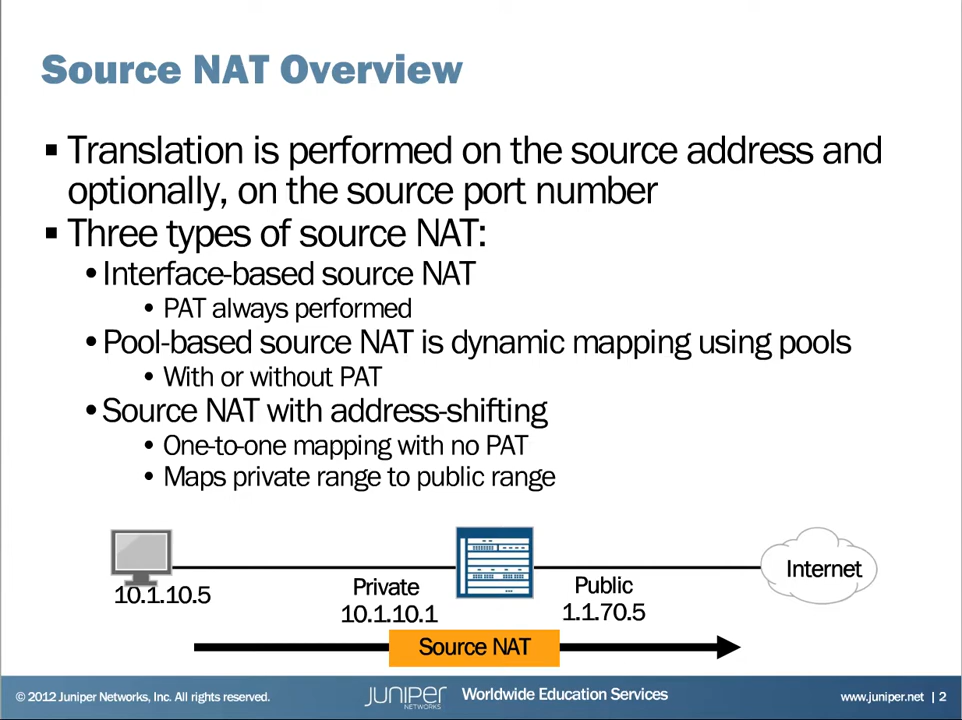 Source NAT Overview
▪ Translation is performed on the source address and
optionally, on the source port number
▪ Three types of source NAT:
•Interface-based source NAT
• PAT always performed
•Pool-based source NAT is dynamic mapping using pools
• With or without PAT
•Source NAT with address-shifting
• One-to-one mapping with no PAT
• Maps private range to public range
10.1.10.5
Private
10.1.10.1
Public
1.1.70.5
Internet
Source NAT
© 2012 Juniper Networks, Inc. All rights reserved.
JUNIPER
NETWORKS
Worldwide Education Services
www.juniper.net | 2